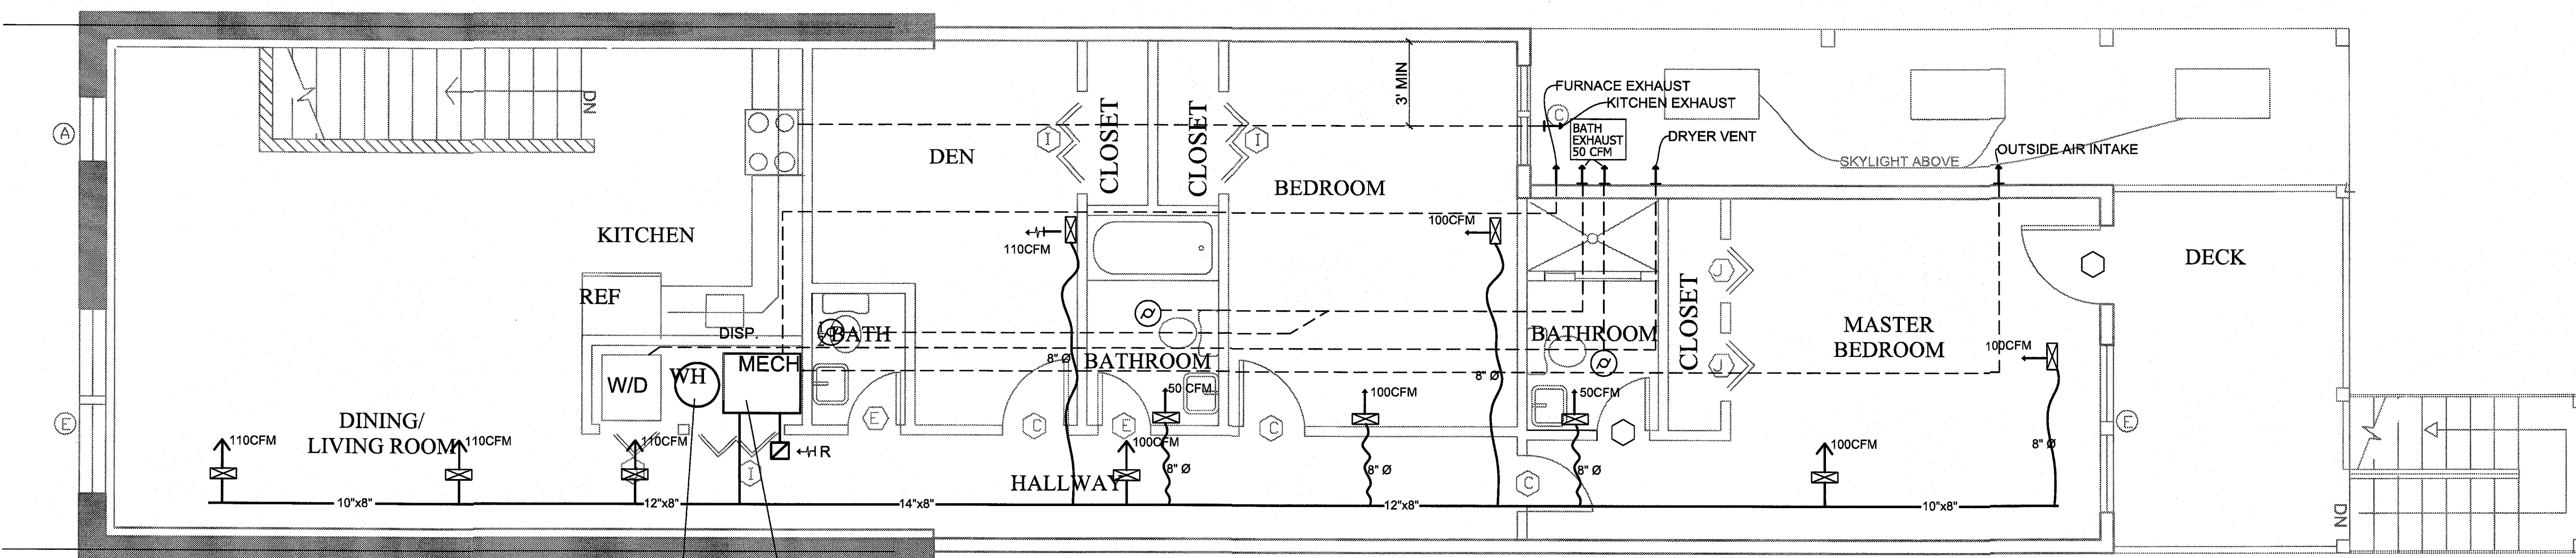 FURNACE EXHAUST
KITCHEN EXHAUST
3' MIN
C
BATH
EXHAUST
50 CFM
DRYER VENT
SKYLIGHT ABOVE
OUTSIDE AIR INTAKE
DN
A
I
CLOSET
CLOSET
I
DEN
BEDROOM
KITCHEN
110CFM
100CFM
DECK
REF
DISP.
BATH
BATHROOM
BATHROOM
CLOSET
J
J
MASTER
BEDROOM
100CFM
8" Ø
8" Ø
W/D
WH
MECH
50 CFM
100CFM
50CFM
E
DINING/
LIVING ROOM
110CFM
110CFM
110CFM
E
C
E
C
100CFM
100CFM
8" Ø
E
R
I
HALLWAY
8" Ø
8" Ø
8" Ø
C
10"x8"
12"x8"
14"x8"
12"x8"
10"x8"
DN